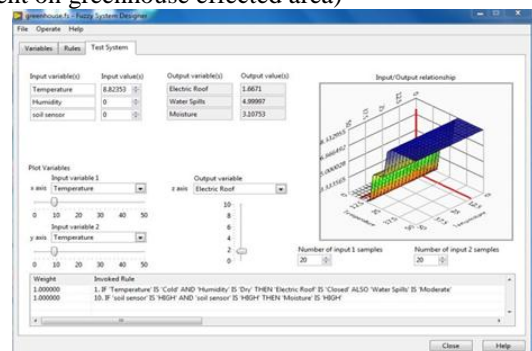 ent on greenhouse effected area)
greenhouse.fs - Fuzzy System Designer
File Operate Help
Variables Rules Test System
Input variable(s) Input value(s) Output variable(s) Output value(s)
Temperature 8.82353 Electric Roof 1.6671
Humidity 0 Water Spills 4.99997
soil sensor 0 Moisture 3.10753
Input/Output relationship
Plot Variables
Input variable 1 Output variable
x axis Temperature z axis Electric Roof
0 10 20 30 40 50
10
8
6
4
2
0
Input variable 2
y axis Temperature
0 10 20 30 40 50
Temperature Temperature
Number of input 1 samples Number of input 2 samples
20 20
Weight Invoked Rule
1.000000 1. IF 'Temperature' IS 'Cold' AND 'Humidity' IS 'Dry' THEN 'Electric Roof' IS 'Closed' ALSO 'Water Spills' IS 'Moderate'
1.000000 10. IF 'soil sensor' IS 'HIGH' AND 'soil sensor' IS 'HIGH' THEN 'Moisture' IS 'HIGH'
Close Help